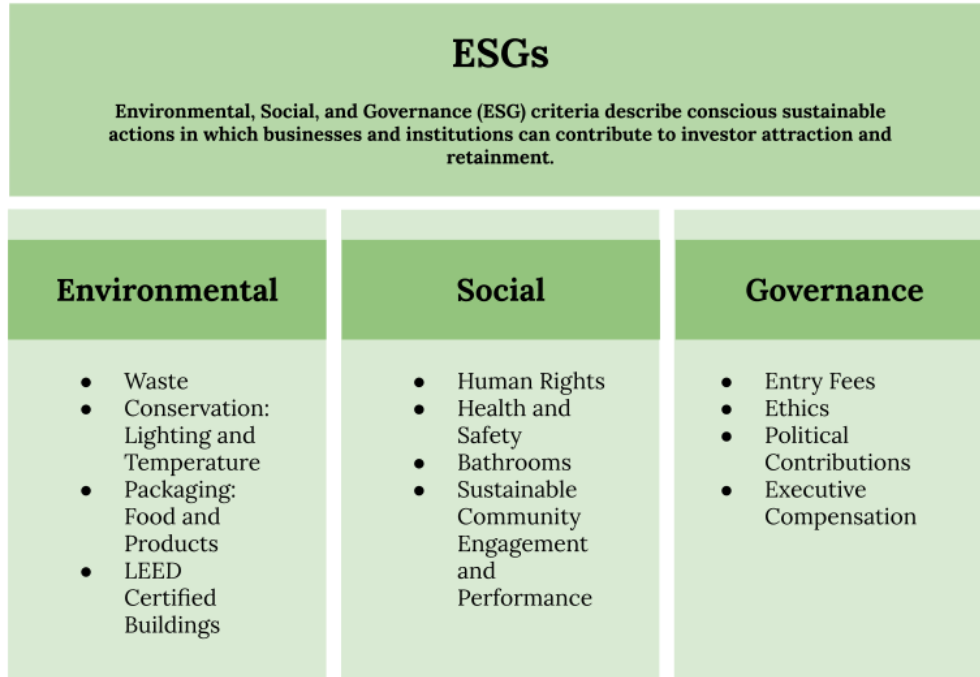 ESGs
Environmental, Social, and Governance (ESG) criteria describe conscious sustainable
actions in which businesses and institutions can contribute to investor attraction and
retainment.
Environmental
● Waste
● Conservation:
Lighting and
Temperature
● Packaging:
Food and
Products
● LEED
Certified
Buildings
Social
● Human Rights
● Health and
Safety
● Bathrooms
● Sustainable
Community
Engagement
and
Performance
Governance
● Entry Fees
● Ethics
● Political
Contributions
● Executive
Compensation